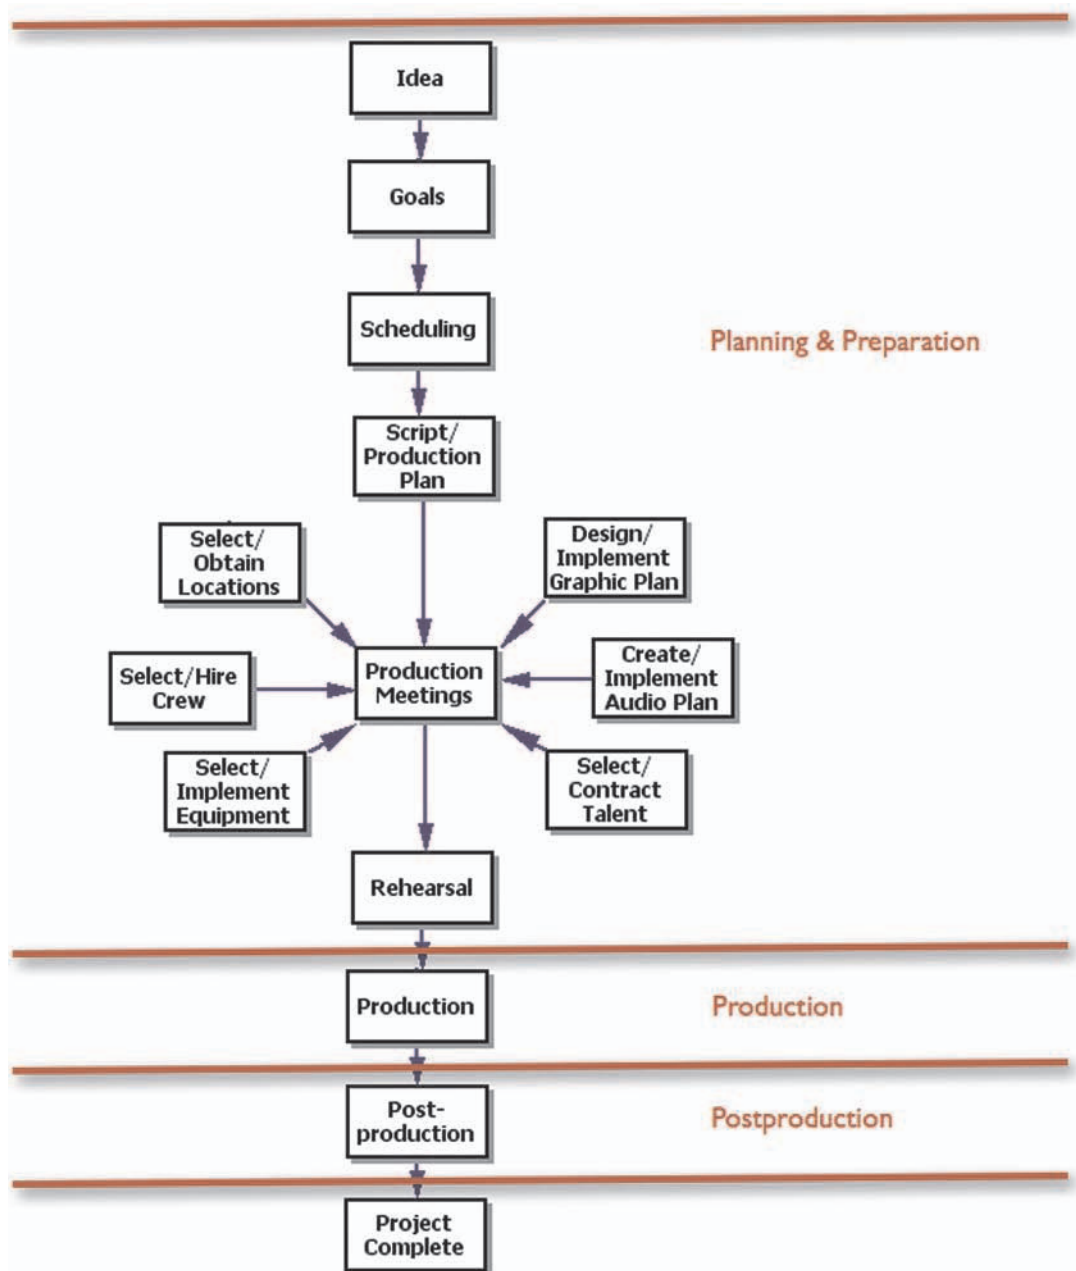 Idea
Goals
Scheduling
Planning & Preparation
Script/
Production
Plan
Select/
Obtain
Locations
Design/
Implement
Graphic Plan
Select/Hire
Crew
Production
Meetings
Create/
Implement
Audio Plan
Select/
Implement
Equipment
Select/
Contract
Talent
Rehearsal
Production
Production
Post-
production
Postproduction
Project
Complete